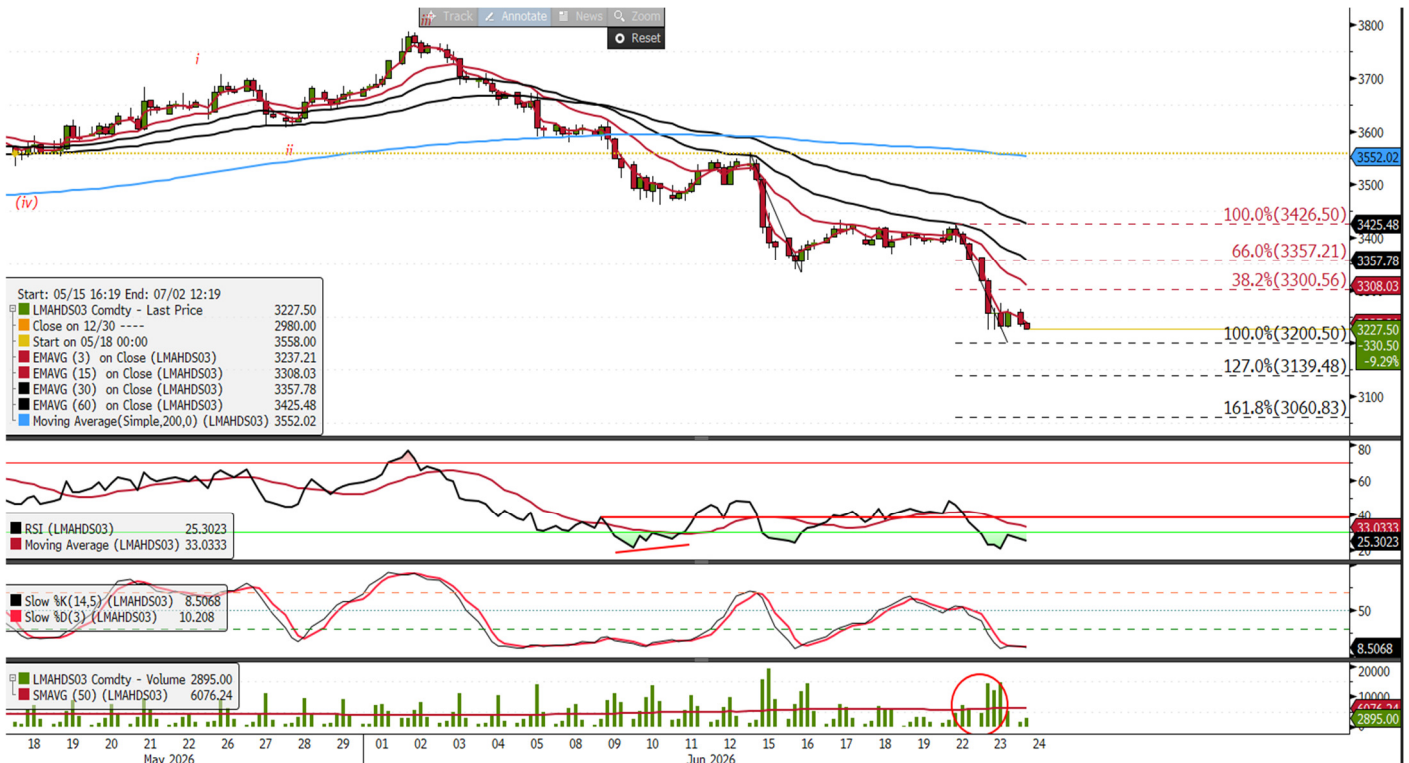 iii Track Annotate News Zoom
Reset
i
ii
(iv)
3800
3700
3600
3552.02
3500
100.0%(3426.50)
3425.48
3400
66.0%(3357.21)
3357.78
38.2%(3300.56)
3308.03
3227.50
-330.50
-9.29%
100.0%(3200.50)
127.0%(3139.48)
3100
161.8%(3060.83)
Start: 05/15 16:19 End: 07/02 12:19
LMAHDS03 Comdty - Last Price 3227.50
Close on 12/30 ---- 2980.00
Start on 05/18 00:00 3558.00
EMAVG (3) on Close (LMAHDS03) 3237.21
EMAVG (15) on Close (LMAHDS03) 3308.03
EMAVG (30) on Close (LMAHDS03) 3357.78
EMAVG (60) on Close (LMAHDS03) 3425.48
Moving Average(Simple,200,0) (LMAHDS03) 3552.02
80
60
40
33.0333
25.3023
20
RSI (LMAHDS03) 25.3023
Moving Average (LMAHDS03) 33.0333
Slow %K(14,5) (LMAHDS03) 8.5068
Slow %D(3) (LMAHDS03) 10.208
50
8.5068
LMAHDS03 Comdty - Volume 2895.00
SMAVG (50) (LMAHDS03) 6076.24
20000
10000
6076.24
2895.00
18 19 20 21 22 26 27 28 29 01 02 03 04 05 08 09 10 11 12 15 16 17 18 19 22 23 24
May 2026 Jun 2026